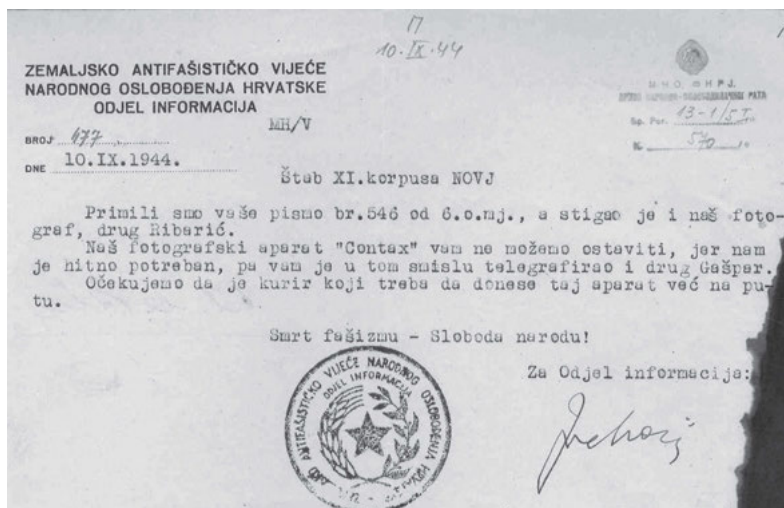 П
10.IX.44
ZEMALJSKO ANTIFAŠISTIČKO VIJEĆE
NARODNOG OSLOBOĐENJA HRVATSKE
ODJEL INFORMACIJA
MH/V
BROJ 477
DNE 10.IX.1944.
13-1/5
570
Štab XI.korpusa NOVJ
Primili smo vaše pismo br.546 od 6.o.mj., a stigao je i naš foto-
graf, drug Ribarić.
Naš fotografski aparat "Contax" vam ne možemo ostaviti, jer nam
je hitno potreban, pa vam je u tom smislu telegrafirao i drug Gašpar.
Očekujemo da je kurir koji treba da donese taj aparat već na pu-
tu.
Smrt fašizmu - Sloboda narodu!
Za Odjel informacija:
ANTIFAŠISTIČKO VIJEĆE NARODNOG OSLOBOĐENJA
ODJEL INFORMACIJA